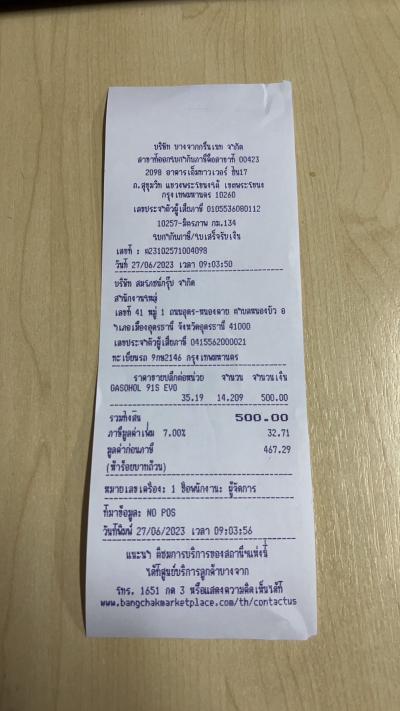 บริษัท บางจากกรีนเนท จำกัด
สาขาที่ออกใบกำกับภาษีคือสาขาที่ 00423
2098 อาคารเอ็มทาวเวอร์ ชั้น17
ถ.สุขุมวิท แขวงพระโขนงใต้ เขตพระโขนง
กรุงเทพมหานคร 10260
เลขประจำตัวผู้เสียภาษี 0105536080112
10257-มิตรภาพ กม.134
ใบกำกับภาษี/ใบเสร็จรับเงิน
เลขที่ : 23102571004098
วันที่ 27/06/2023 เวลา 09:03:50
บริษัท สมโภชน์กรุ๊ป จำกัด
สำนักงานใหญ่
เลขที่ 41 หมู่ 1 ถนนอุดร-หนองคาย ตำบลหนองบัว อ
ำเภอเมืองอุดรธานี จังหวัดอุดรธานี 41000
เลขประจำตัวผู้เสียภาษี 0415562000021
ทะเบียนรถ 9กฒ2146 กรุงเทพมหานคร
ราคาขายปลีกต่อหน่วย จำนวน จำนวนเงิน
GASOHOL 91S EVO
35.19 14.209 500.00
รวมทั้งสิ้น 500.00
ภาษีมูลค่าเพิ่ม 7.00% 32.71
มูลค่าก่อนภาษี 467.29
(ห้าร้อยบาทถ้วน)
หมายเลขเครื่อง: 1 ชื่อพนักงาน: ผู้จัดการ
ที่มาข้อมูล: NO POS
วันที่พิมพ์ 27/06/2023 เวลา 09:03:56
แนะนำ ติชมการบริการของสถานีฯแห่งนี้
ได้ที่ศูนย์บริการลูกค้าบางจาก
โทร. 1651 กด 3 หรือแสดงความคิดเห็นได้ที่
www.bangchakmarketplace.com/th/contactus